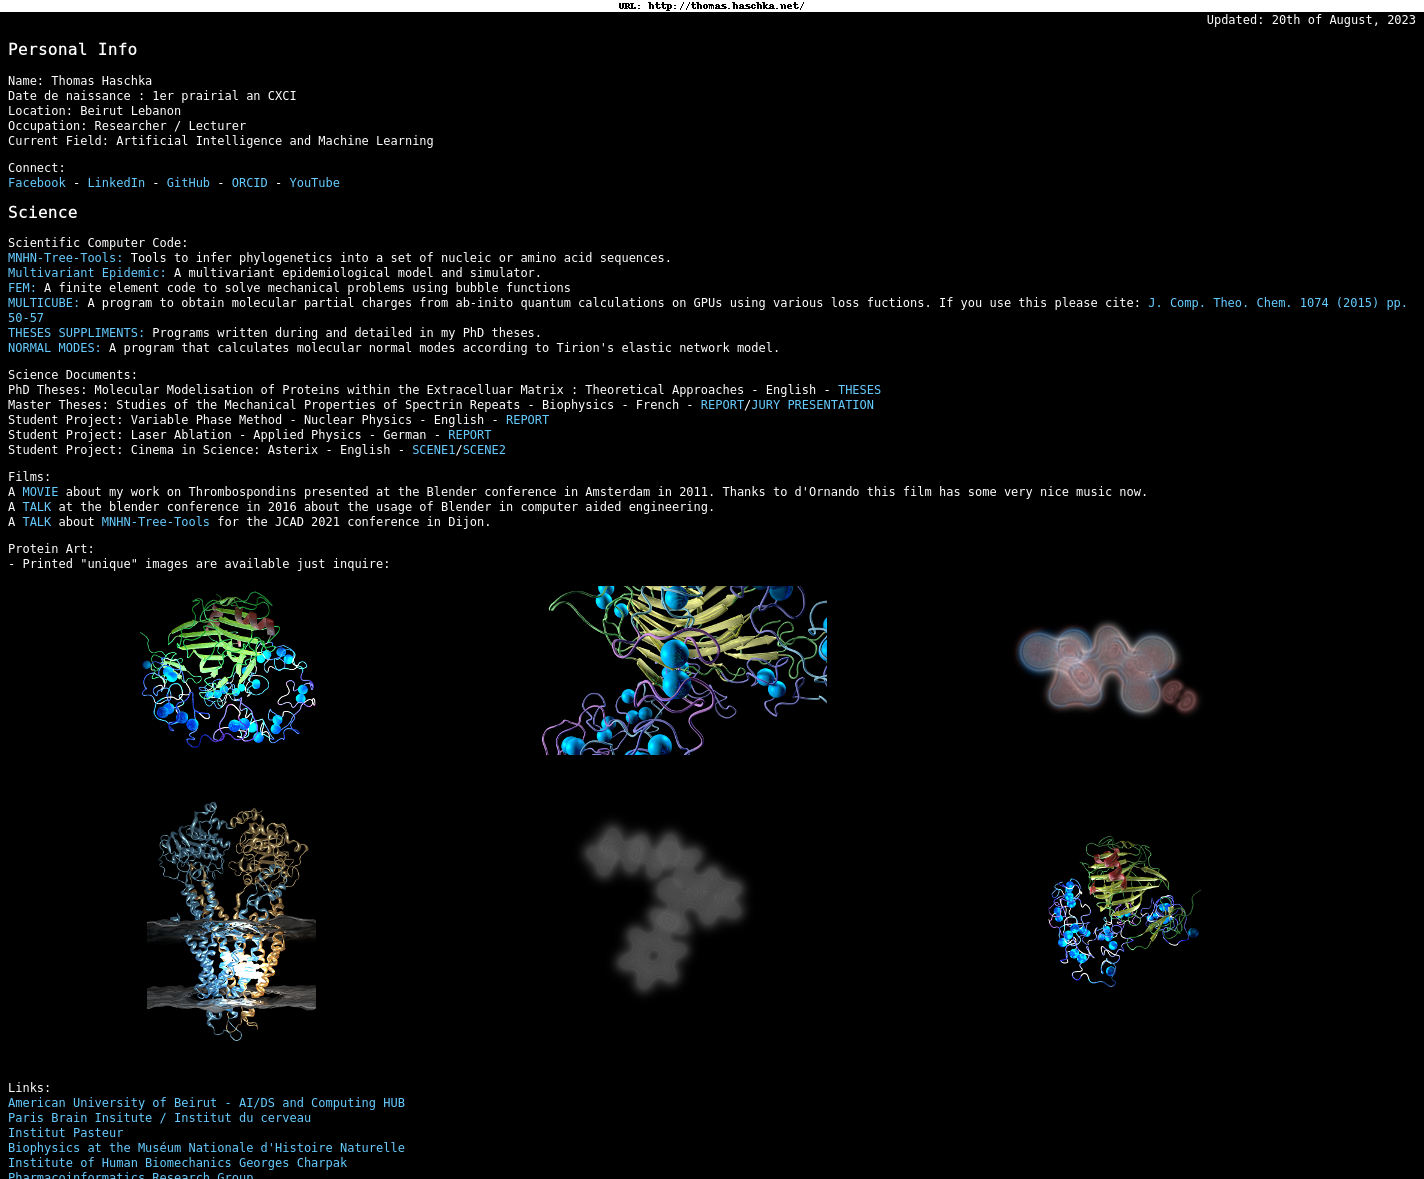 URL: http://thomas.haschka.net/
Updated: 20th of August, 2023
Personal Info
Name: Thomas Haschka
Date de naissance : 1er prairial an CXCI
Location: Beirut Lebanon
Occupation: Researcher / Lecturer
Current Field: Artificial Intelligence and Machine Learning
Connect:
Facebook - LinkedIn - GitHub - ORCID - YouTube
Science
Scientific Computer Code:
MNHN-Tree-Tools: Tools to infer phylogenetics into a set of nucleic or amino acid sequences.
Multivariant Epidemic: A multivariant epidemiological model and simulator.
FEM: A finite element code to solve mechanical problems using bubble functions
MULTICUBE: A program to obtain molecular partial charges from ab-inito quantum calculations on GPUs using various loss fuctions. If you use this please cite: J. Comp. Theo. Chem. 1074 (2015) pp.
50-57
THESES SUPPLIMENTS: Programs written during and detailed in my PhD theses.
NORMAL MODES: A program that calculates molecular normal modes according to Tirion's elastic network model.
Science Documents:
PhD Theses: Molecular Modelisation of Proteins within the Extracelluar Matrix : Theoretical Approaches - English - THESES
Master Theses: Studies of the Mechanical Properties of Spectrin Repeats - Biophysics - French - REPORT/JURY PRESENTATION
Student Project: Variable Phase Method - Nuclear Physics - English - REPORT
Student Project: Laser Ablation - Applied Physics - German - REPORT
Student Project: Cinema in Science: Asterix - English - SCENE1/SCENE2
Films:
A MOVIE about my work on Thrombospondins presented at the Blender conference in Amsterdam in 2011. Thanks to d'Ornando this film has some very nice music now.
A TALK at the blender conference in 2016 about the usage of Blender in computer aided engineering.
A TALK about MNHN-Tree-Tools for the JCAD 2021 conference in Dijon.
Protein Art:
- Printed "unique" images are available just inquire:
Links:
American University of Beirut - AI/DS and Computing HUB
Paris Brain Insitute / Institut du cerveau
Institut Pasteur
Biophysics at the Muséum Nationale d'Histoire Naturelle
Institute of Human Biomechanics Georges Charpak
Pharmacoinformatics Research Group